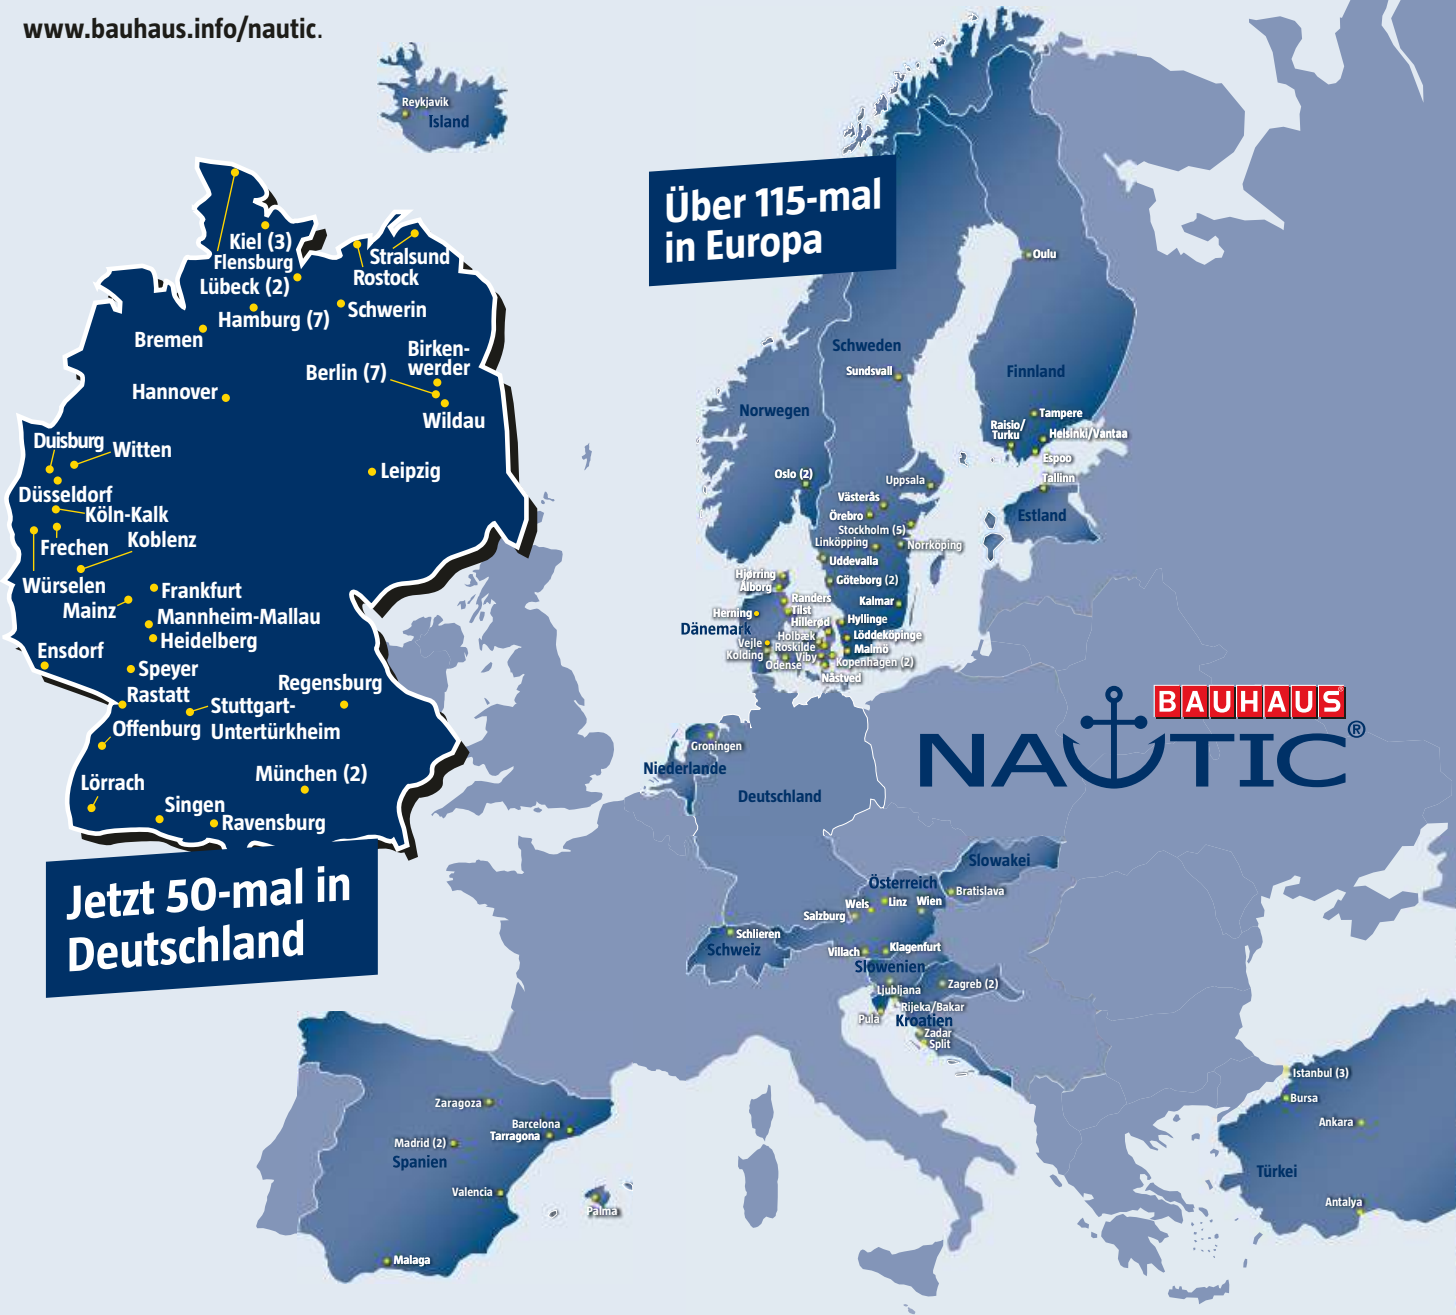 www.bauhaus.info/nautic.
Reykjavik
Island
Über 115-mal
in Europa
Kiel (3)
Flensburg
Lübeck (2)
Hamburg (7)
Bremen
Stralsund
Rostock
Schwerin
Birken-
werder
Berlin (7)
Wildau
Hannover
Duisburg
Witten
Leipzig
Düsseldorf
Köln-Kalk
Frechen
Koblenz
Würselen
Frankfurt
Mainz
Mannheim-Mallau
Heidelberg
Ensdorf
Speyer
Rastatt
Regensburg
Stuttgart-
Untertürkheim
Offenburg
München (2)
Lörrach
Singen
Ravensburg
Jetzt 50-mal in
Deutschland
Oulu
Schweden
Sundsvall
Finnland
Norwegen
Tampere
Raisio/
Turku
Helsinki/Vantaa
Espoo
Tallinn
Estland
Oslo (2)
Uppsala
Västerås
Örebro
Stockholm (5)
Linköping
Norrköping
Uddevalla
Göteborg (2)
Kalmar
Hjørring
Ålborg
Randers
Tilst
Herning
Hillerød
Hyllinge
Dänemark
Holbæk
Löddeköpinge
Vejle
Roskilde
Malmö
Kolding
Viby
Kopenhagen (2)
Odense
Nästved
BAUHAUS
NAUTIC®
Groningen
Niederlande
Deutschland
Slowakei
Österreich
Bratislava
Wels
Linz
Wien
Salzburg
Schlieren
Schweiz
Villach
Klagenfurt
Slowenien
Ljubljana
Zagreb (2)
Rijeka/Bakar
Pula
Kroatien
Zadar
Split
Zaragoza
Barcelona
Tarragona
Madrid (2)
Spanien
Valencia
Palma
Malaga
Istanbul (3)
Bursa
Ankara
Türkei
Antalya